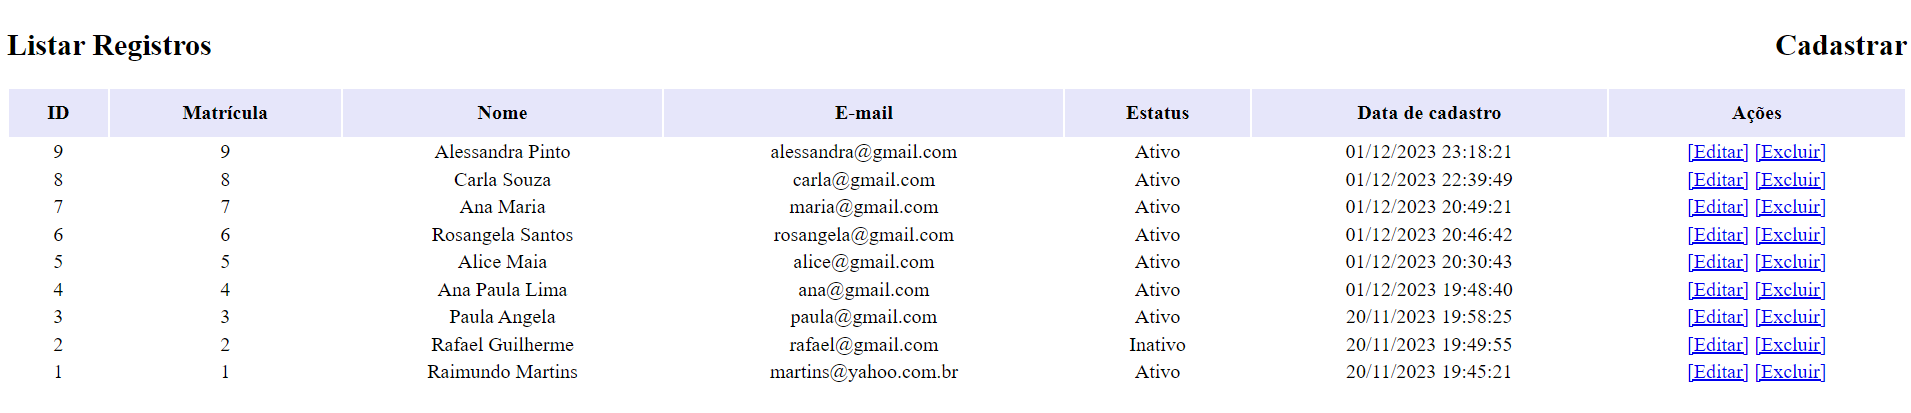 Listar Registros Cadastrar
ID Matrícula Nome E-mail Estatus Data de cadastro Ações
9 9 Alessandra Pinto alessandra@gmail.com Ativo 01/12/2023 23:18:21 [Editar] [Excluir]
8 8 Carla Souza carla@gmail.com Ativo 01/12/2023 22:39:49 [Editar] [Excluir]
7 7 Ana Maria maria@gmail.com Ativo 01/12/2023 20:49:21 [Editar] [Excluir]
6 6 Rosangela Santos rosangela@gmail.com Ativo 01/12/2023 20:46:42 [Editar] [Excluir]
5 5 Alice Maia alice@gmail.com Ativo 01/12/2023 20:30:43 [Editar] [Excluir]
4 4 Ana Paula Lima ana@gmail.com Ativo 01/12/2023 19:48:40 [Editar] [Excluir]
3 3 Paula Angela paula@gmail.com Ativo 20/11/2023 19:58:25 [Editar] [Excluir]
2 2 Rafael Guilherme rafael@gmail.com Inativo 20/11/2023 19:49:55 [Editar] [Excluir]
1 1 Raimundo Martins martins@yahoo.com.br Ativo 20/11/2023 19:45:21 [Editar] [Excluir]